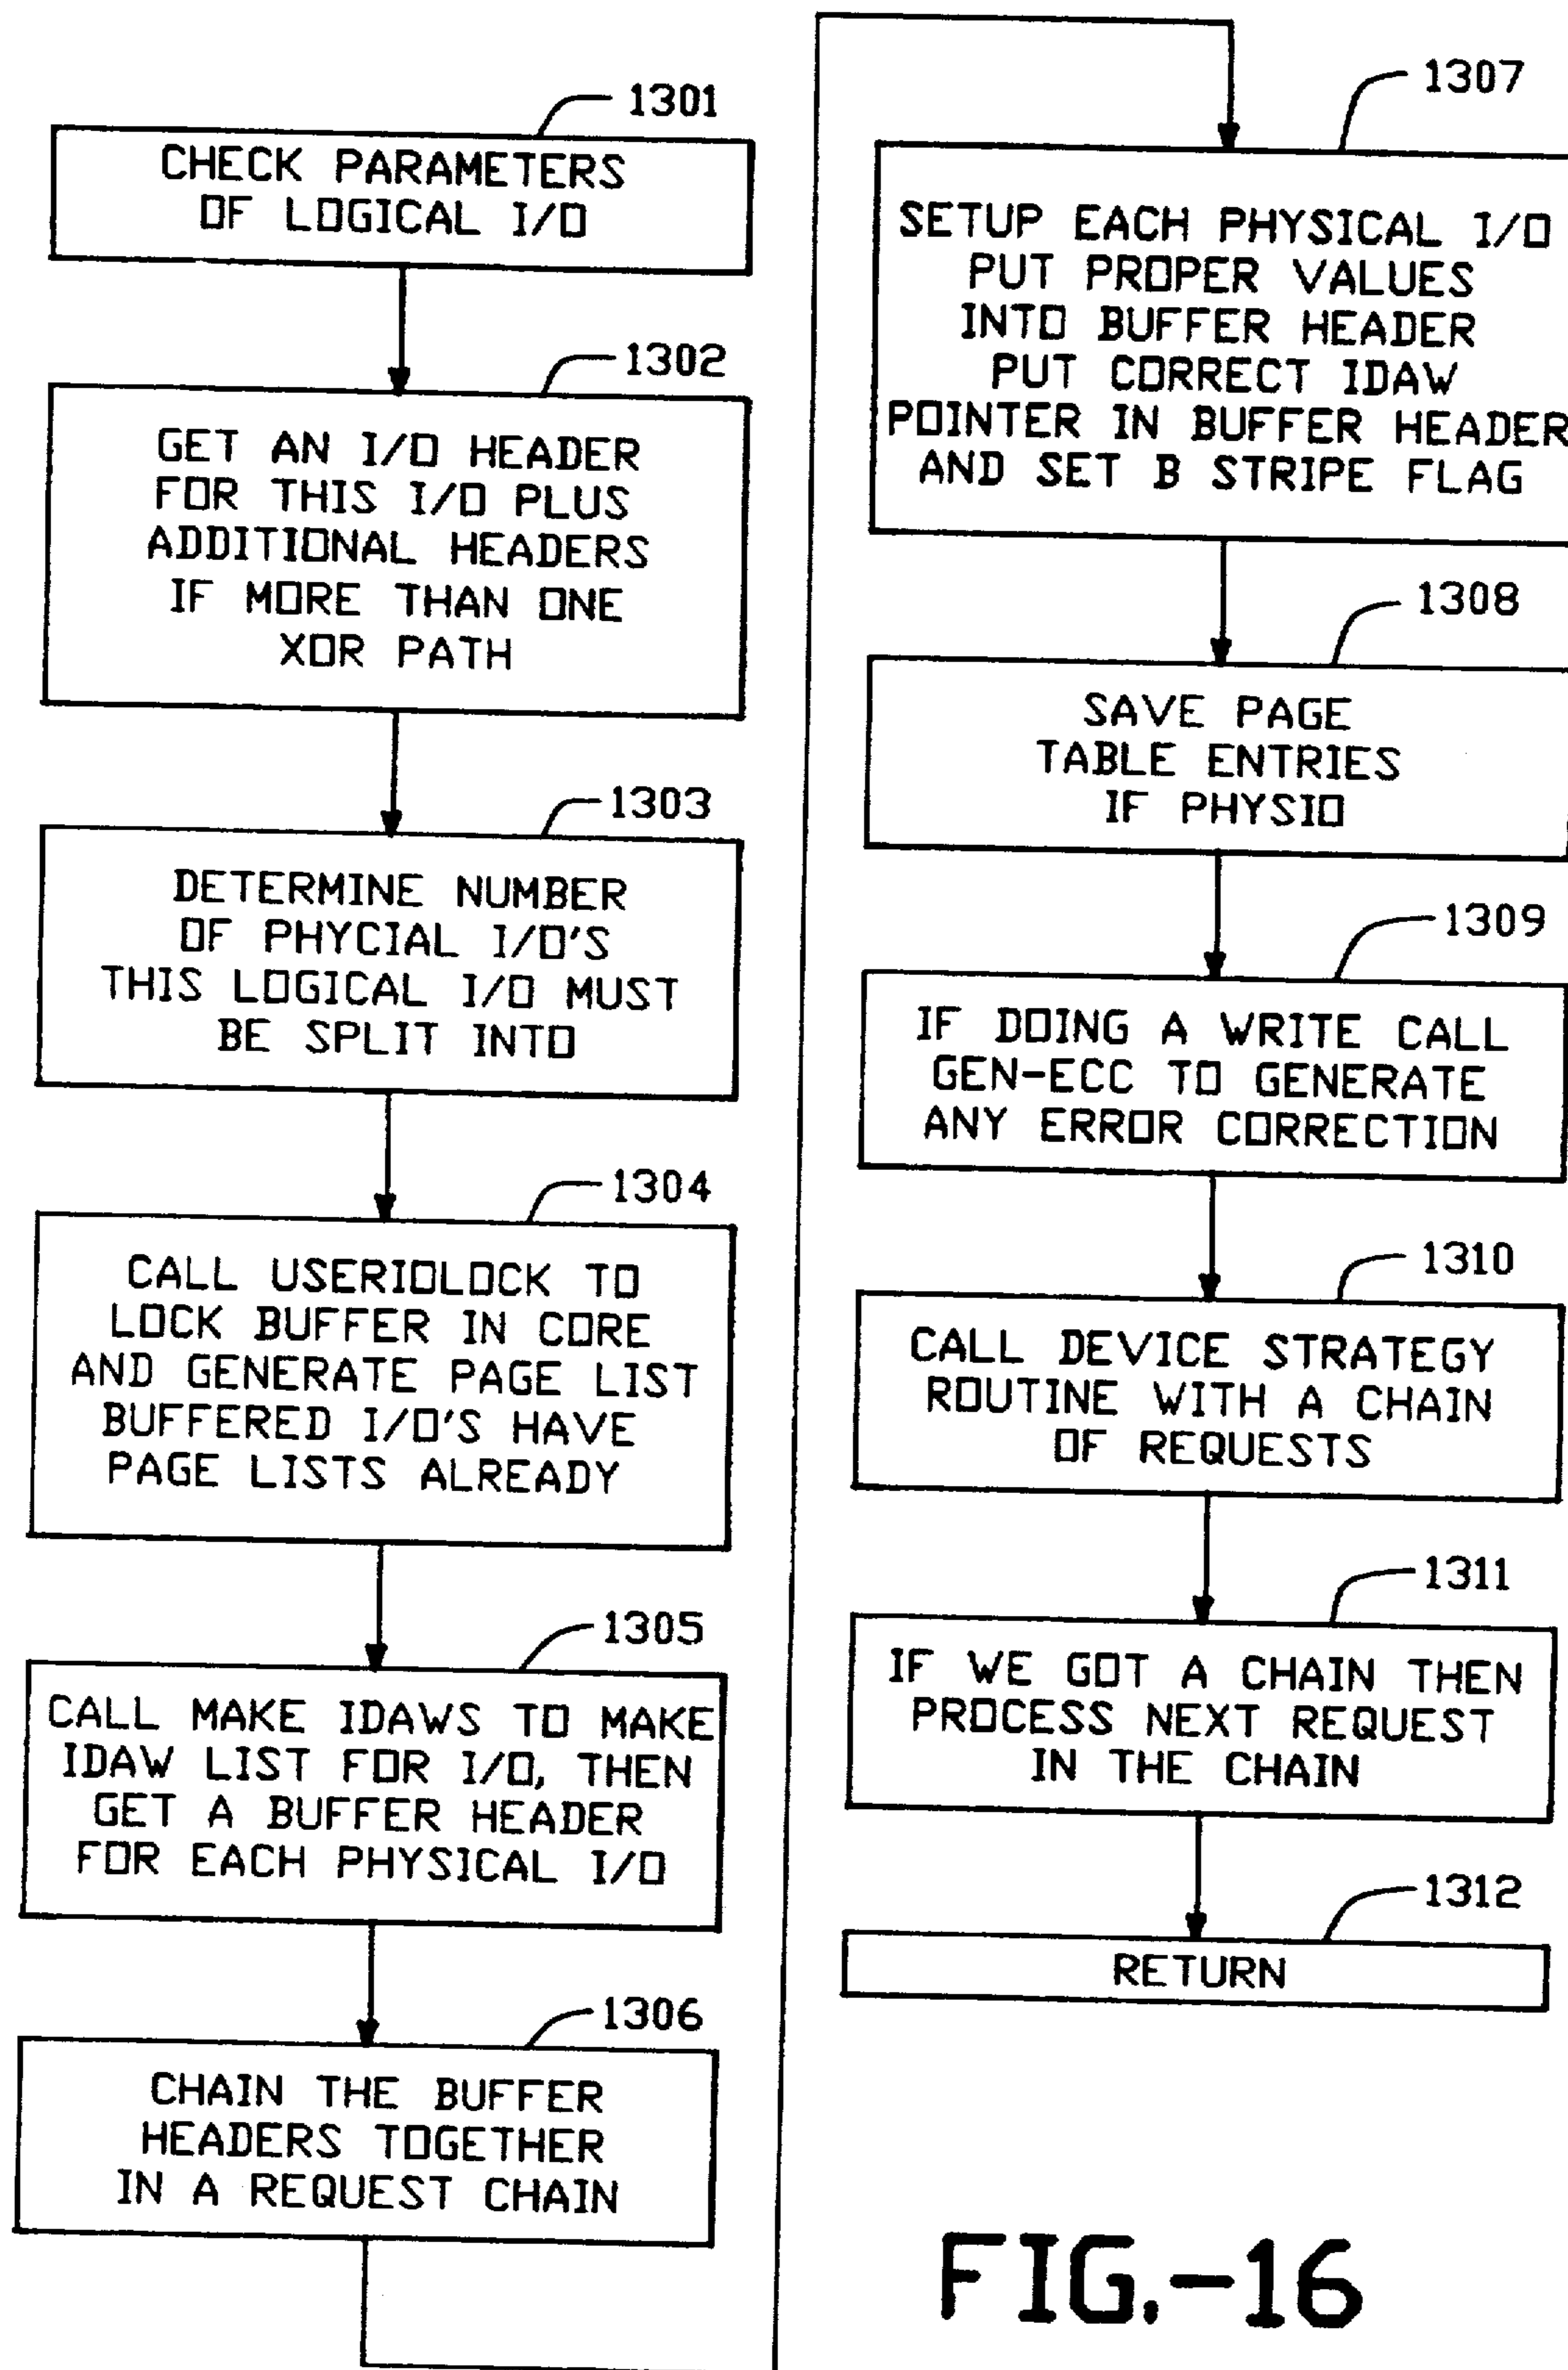 1301
CHECK PARAMETERS
OF LOGICAL I/O
1302
GET AN I/O HEADER
FOR THIS I/O PLUS
ADDITIONAL HEADERS
IF MORE THAN ONE
XOR PATH
1303
DETERMINE NUMBER
OF PHYCIAL I/O'S
THIS LOGICAL I/O MUST
BE SPLIT INTO
1304
CALL USERIOLOCK TO
LOCK BUFFER IN CORE
AND GENERATE PAGE LIST
BUFFERED I/O'S HAVE
PAGE LISTS ALREADY
1305
CALL MAKE IDAWS TO MAKE
IDAW LIST FOR I/O, THEN
GET A BUFFER HEADER
FOR EACH PHYSICAL I/O
1306
CHAIN THE BUFFER
HEADERS TOGETHER
IN A REQUEST CHAIN
1307
SETUP EACH PHYSICAL I/O
PUT PROPER VALUES
INTO BUFFER HEADER
PUT CORRECT IDAW
POINTER IN BUFFER HEADER
AND SET B STRIPE FLAG
1308
SAVE PAGE
TABLE ENTRIES
IF PHYSIO
1309
IF DOING A WRITE CALL
GEN-ECC TO GENERATE
ANY ERROR CORRECTION
1310
CALL DEVICE STRATEGY
ROUTINE WITH A CHAIN
OF REQUESTS
1311
IF WE GOT A CHAIN THEN
PROCESS NEXT REQUEST
IN THE CHAIN
1312
RETURN
FIG.-16